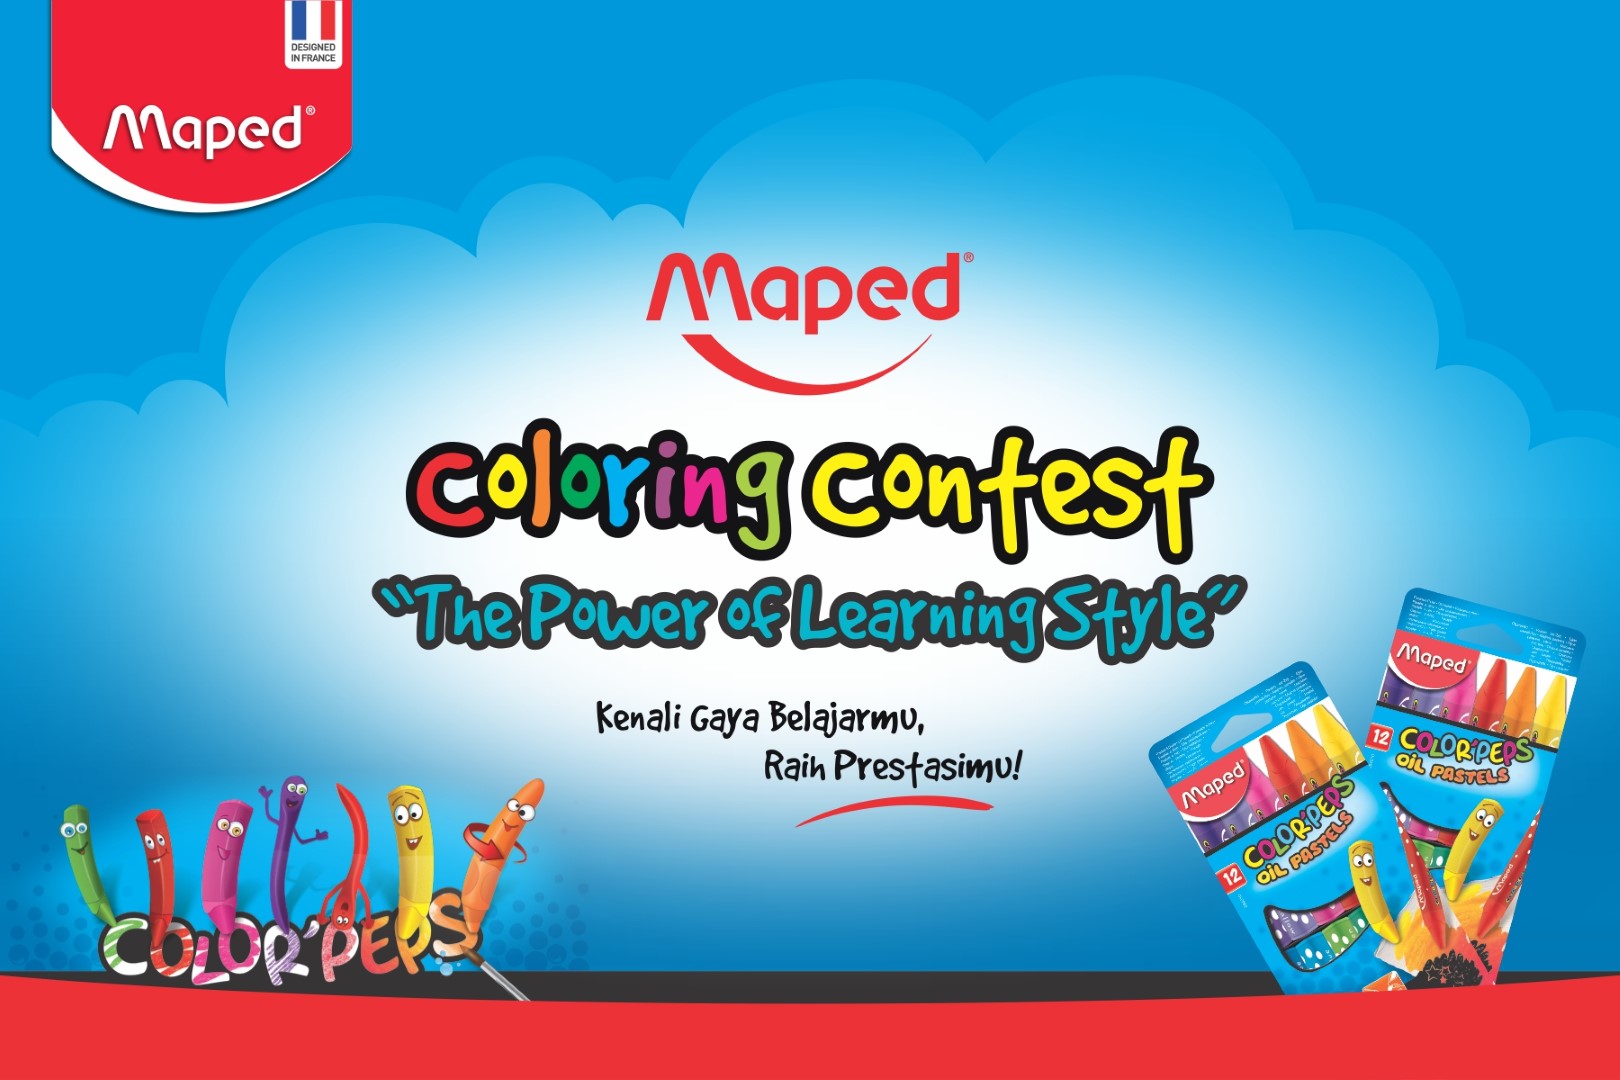 DESIGNED
IN FRANCE
Maped®
Maped®
Coloring Contest
"The Power of Learning Style"
Kenali Gaya Belajarmu,
Raih Prestasimu!
COLOR'PEPS
Maped
12
COLOR'PEPS
OIL PASTELS
Maped
Maped
12
COLOR'PEPS
OIL PASTELS